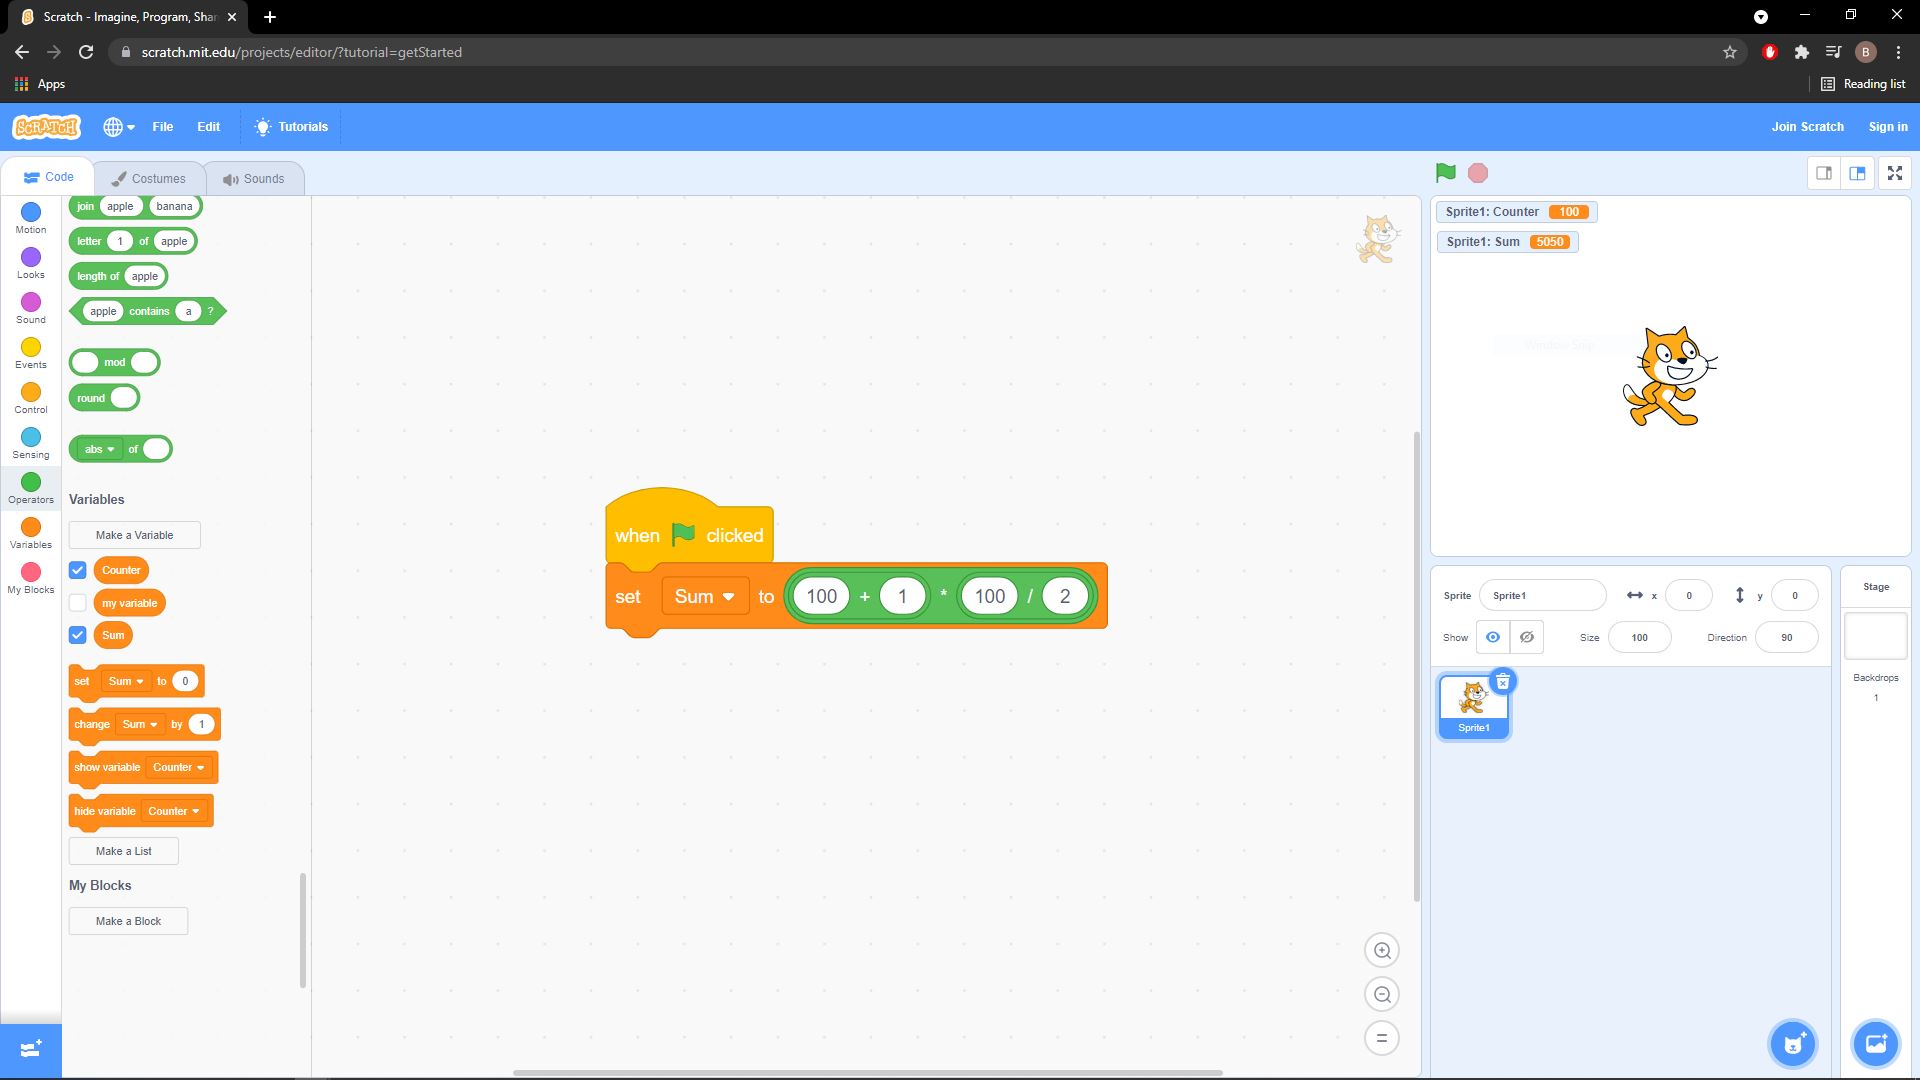 Scratch - Imagine, Program, Shar
scratch.mit.edu/projects/editor/?tutorial=getStarted
B
Apps
Reading list
SCRATCH
File
Edit
Tutorials
Join Scratch
Sign in
Code
Costumes
Sounds
Motion
Looks
Sound
Events
Control
Sensing
Operators
Variables
My Blocks
join apple banana
letter 1 of apple
length of apple
apple contains a ?
mod
round
abs of
Variables
Make a Variable
Counter
my variable
Sum
set Sum to 0
change Sum by 1
show variable Counter
hide variable Counter
Make a List
My Blocks
Make a Block
when clicked
set Sum to 100 + 1 * 100 / 2
Sprite1: Counter 100
Sprite1: Sum 5050
Window Snip
Sprite Sprite1 x 0 y 0
Show Size 100 Direction 90
Sprite1
Stage
Backdrops
1